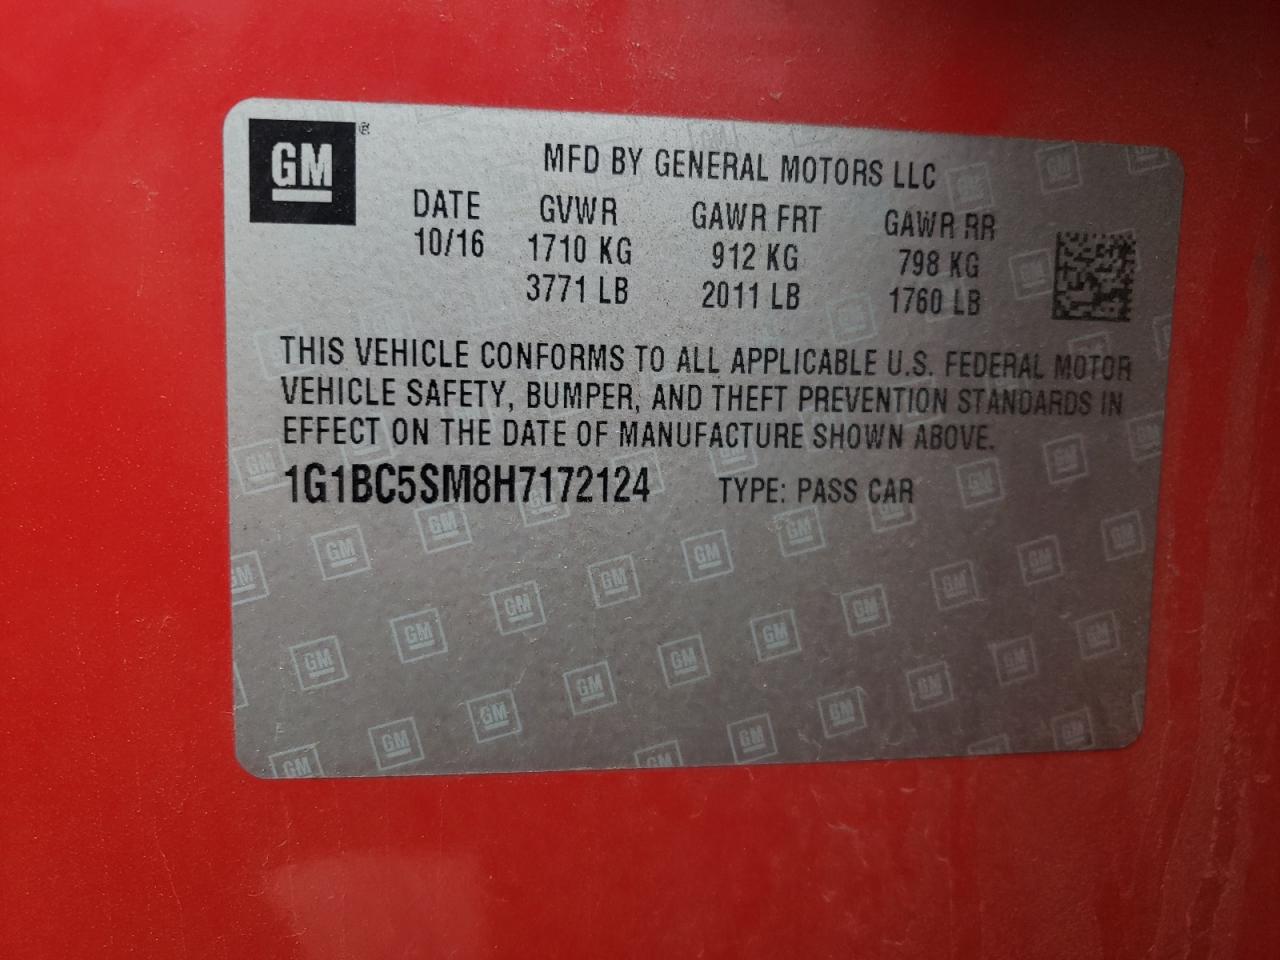 GM ®
MFD BY GENERAL MOTORS LLC
DATE GVWR GAWR FRT GAWR RR
10/16 1710 KG 912 KG 798 KG
3771 LB 2011 LB 1760 LB
THIS VEHICLE CONFORMS TO ALL APPLICABLE U.S. FEDERAL MOTOR
VEHICLE SAFETY, BUMPER, AND THEFT PREVENTION STANDARDS IN
EFFECT ON THE DATE OF MANUFACTURE SHOWN ABOVE.
1G1BC5SM8H7172124 TYPE: PASS CAR